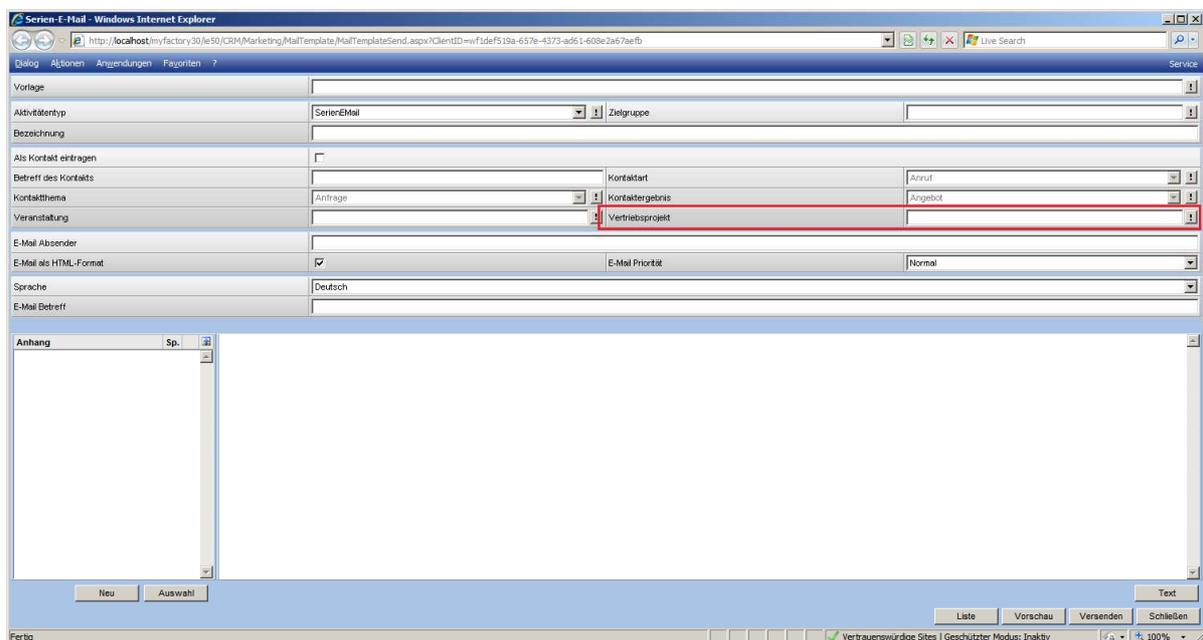 Serien-E-Mail - Windows Internet Explorer
http://localhost/myfactory30/ie50/CRM/Marketing/MailTemplate/MailTemplateSend.aspx?ClientID=wf1def519a-657e-4373-ad61-608e2a67aefb Live Search
Dialog Aktionen Anwendungen Favoriten ? Service
Vorlage !
Aktivitätentyp SerienEMail ! Zielgruppe !
Bezeichnung
Als Kontakt eintragen
Betreff des Kontakts Kontaktart Anruf !
Kontaktthema Anfrage ! Kontaktergebnis Angebot !
Veranstaltung ! Vertriebsprojekt !
E-Mail Absender
E-Mail als HTML-Format E-Mail Priorität Normal
Sprache Deutsch
E-Mail Betreff
Anhang Sp.
Neu Auswahl Text
Liste Vorschau Versenden Schließen
Fertig Vertrauenswürdige Sites | Geschützter Modus: Inaktiv 100%